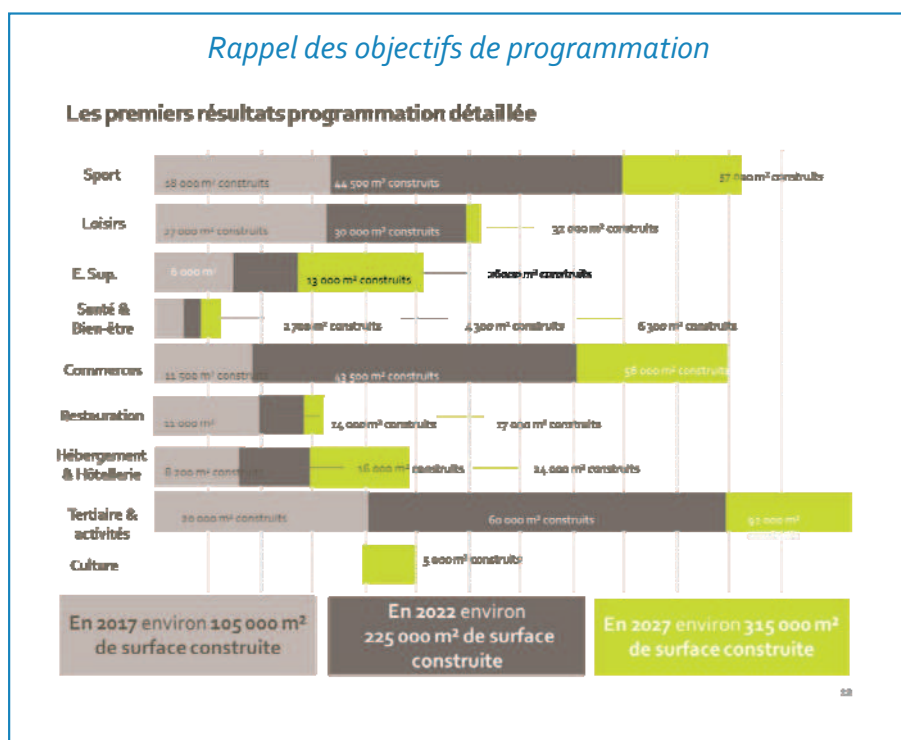 Rappel des objectifs de programmation
Les premiers résultats programmation détaillée
Sport
18 000 m² construits
44 500 m² construits
57 000 m² construits
Loisirs
27 000 m² construits
30 000 m² construits
32 000 m² construits
E. Sup.
6 000 m²
13 000 m² construits
26000 m² construits
Santé &
Bien-être
2 700 m² construits
4 300 m² construits
6 300 m² construits
Commerces
11 500 m² construits
43 500 m² construits
56 000 m² construits
Restauration
11 000 m²
14 000 m² construits
17 000 m² construits
Hébergement
& Hôtellerie
8 200 m² construits
16 000 m² construits
24 000 m² construits
Tertiaire &
activités
20 000 m² construits
60 000 m² construits
92 000 m²
Culture
5 000 m² construits
En 2017 environ 105 000 m²
de surface construite
En 2022 environ
225 000 m² de surface
construite
En 2027 environ 315 000 m²
de surface construite